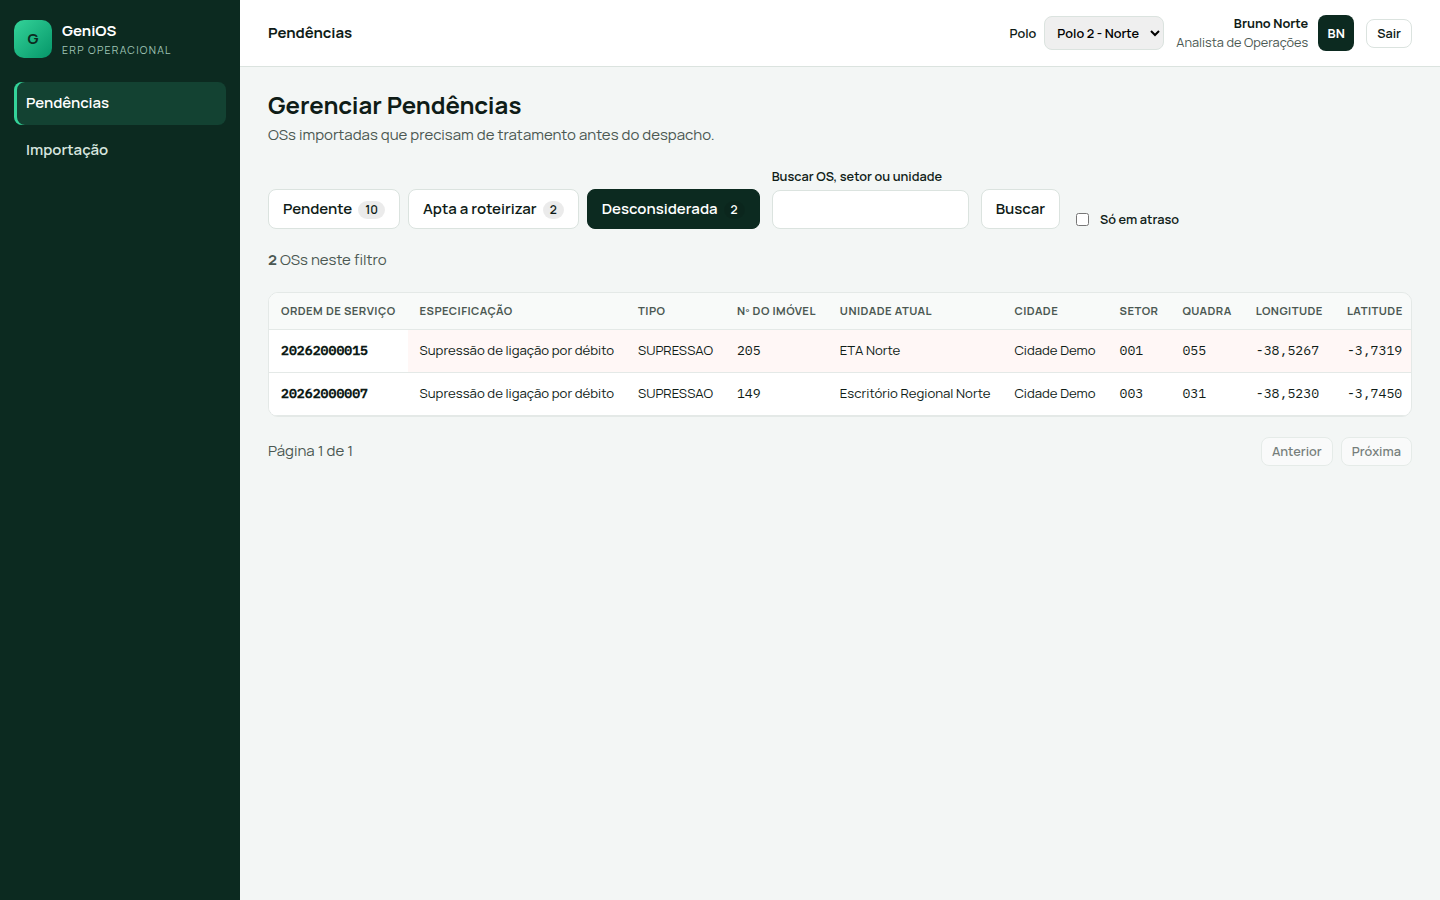 G
GeniOS
ERP OPERACIONAL
Pendências
Importação
Pendências
Polo
Polo 2 - Norte
Bruno Norte
Analista de Operações
BN
Sair
Gerenciar Pendências
OSs importadas que precisam de tratamento antes do despacho.
Pendente 10
Apta a roteirizar 2
Desconsiderada 2
Buscar OS, setor ou unidade
Buscar
Só em atraso
2 OSs neste filtro
ORDEM DE SERVIÇO ESPECIFICAÇÃO TIPO Nº DO IMÓVEL UNIDADE ATUAL CIDADE SETOR QUADRA LONGITUDE LATITUDE
20262000015 Supressão de ligação por débito SUPRESSAO 205 ETA Norte Cidade Demo 001 055 -38,5267 -3,7319
20262000007 Supressão de ligação por débito SUPRESSAO 149 Escritório Regional Norte Cidade Demo 003 031 -38,5230 -3,7450
Página 1 de 1
Anterior
Próxima